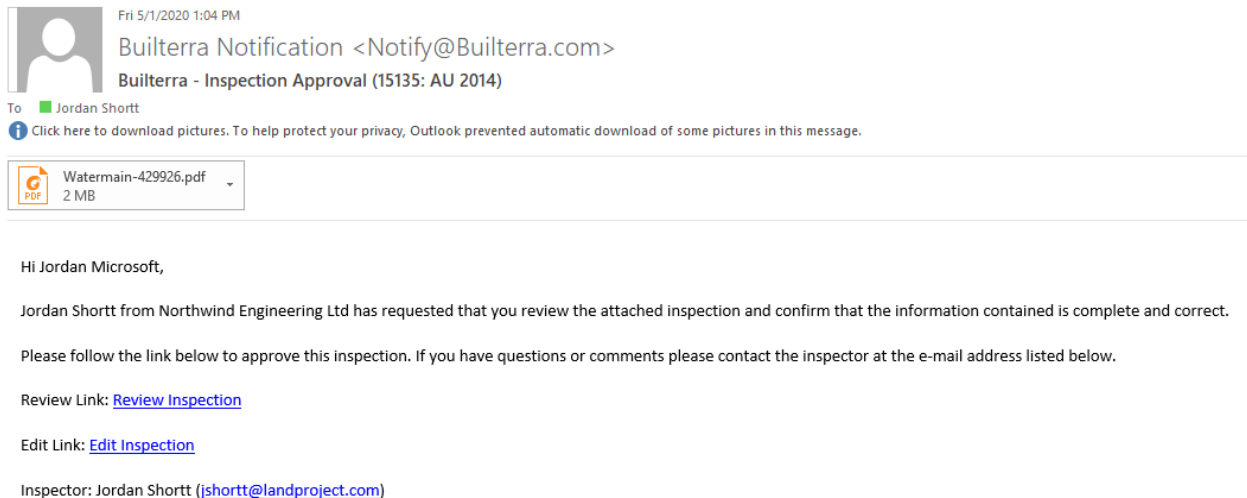 Fri 5/1/2020 1:04 PM
Builterra Notification <Notify@Builterra.com>
Builterra - Inspection Approval (15135: AU 2014)
To Jordan Shortt
Click here to download pictures. To help protect your privacy, Outlook prevented automatic download of some pictures in this message.
PDF
Watermain-429926.pdf
2 MB
Hi Jordan Microsoft,
Jordan Shortt from Northwind Engineering Ltd has requested that you review the attached inspection and confirm that the information contained is complete and correct.
Please follow the link below to approve this inspection. If you have questions or comments please contact the inspector at the e-mail address listed below.
Review Link: Review Inspection
Edit Link: Edit Inspection
Inspector: Jordan Shortt (jshortt@landproject.com)